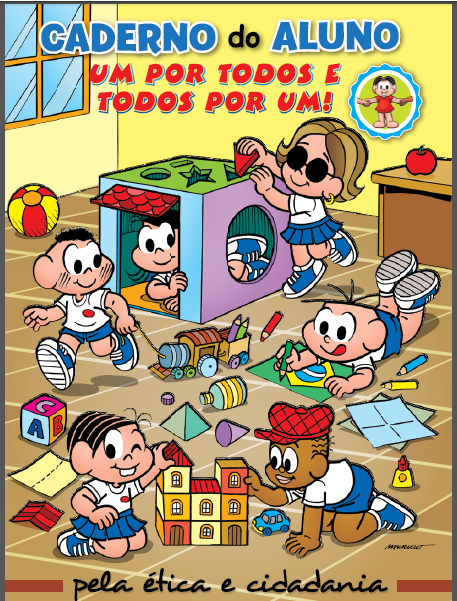 CADERNO do ALUNO
UM POR TODOS E
TODOS POR UM!
C
A B
MAURICIO
pela ética e cidadania